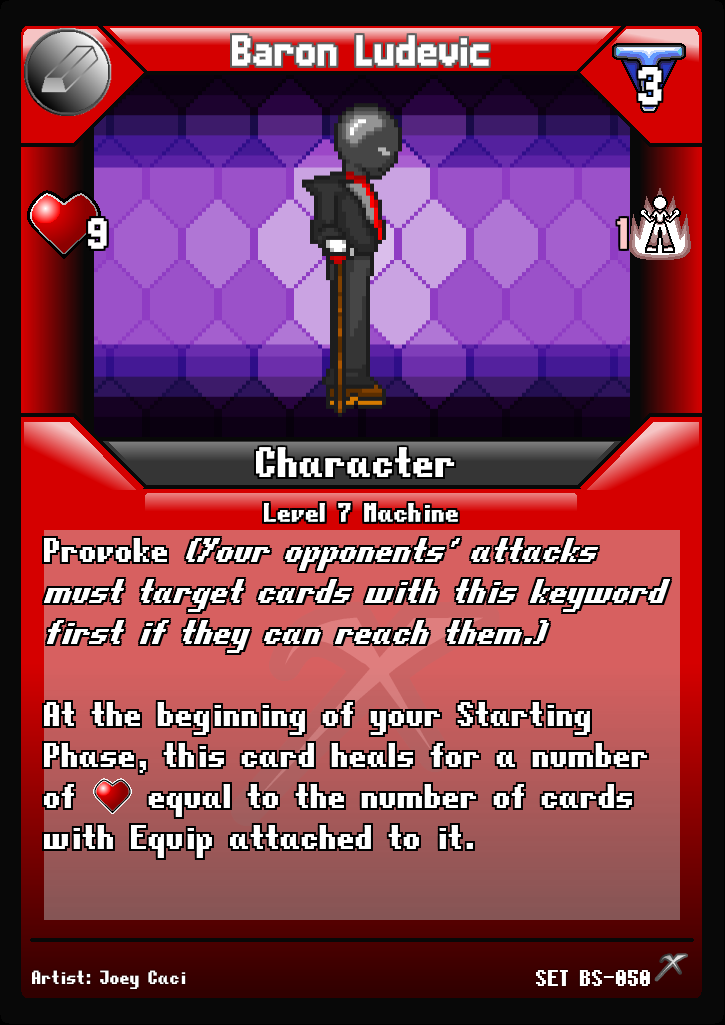 Baron Ludevic
3
9
1
Character
Level 7 Machine
Provoke (Your opponents' attacks
must target cards with this keyword
first if they can reach them.)
At the beginning of your Starting
Phase, this card heals for a number
of equal to the number of cards
with Equip attached to it.
Artist: Joey Caci
SET BS-050